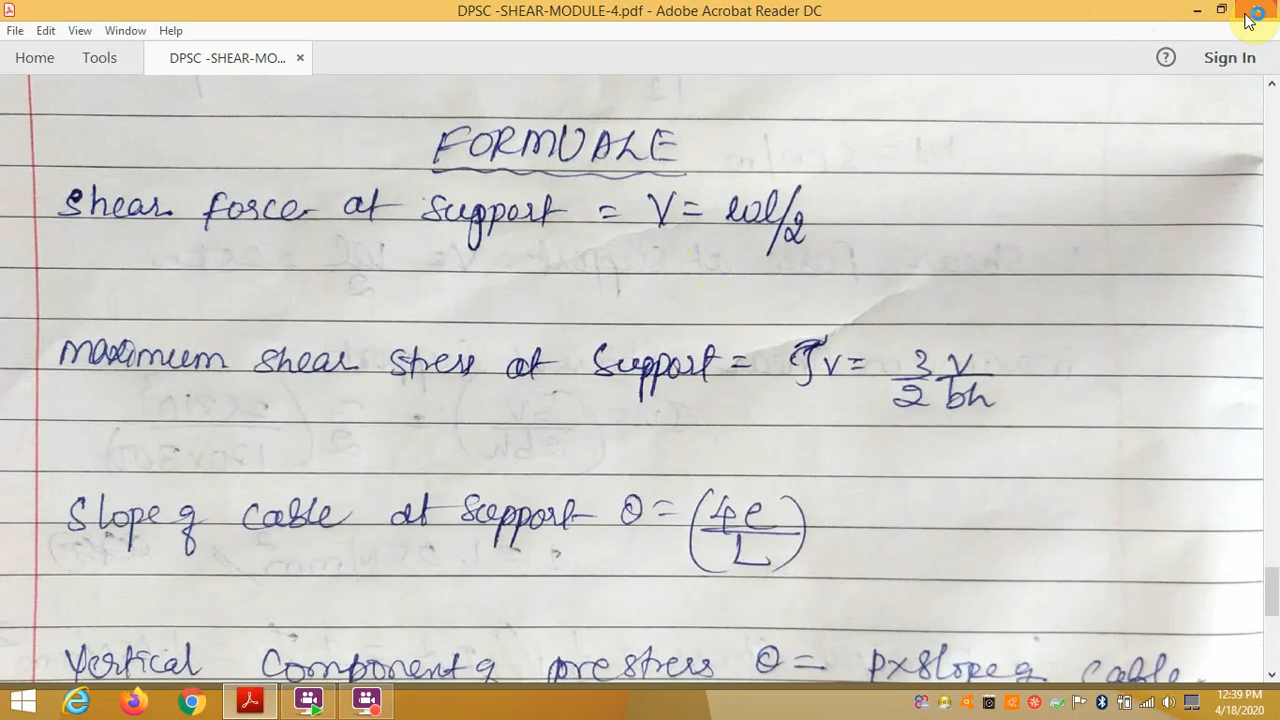 DPSC -SHEAR-MODULE-4.pdf - Adobe Acrobat Reader DC
File Edit View Window Help
Home Tools DPSC -SHEAR-MO... × Sign In
FORMUALE
Shear force at support = V = wl/2
maximum shear stress at support = τv = 3/2 V/bh
Slope of cable at support θ = (4e/L)
Vertical component of prestress θ = P×slope of cable.
12:39 PM
4/18/2020